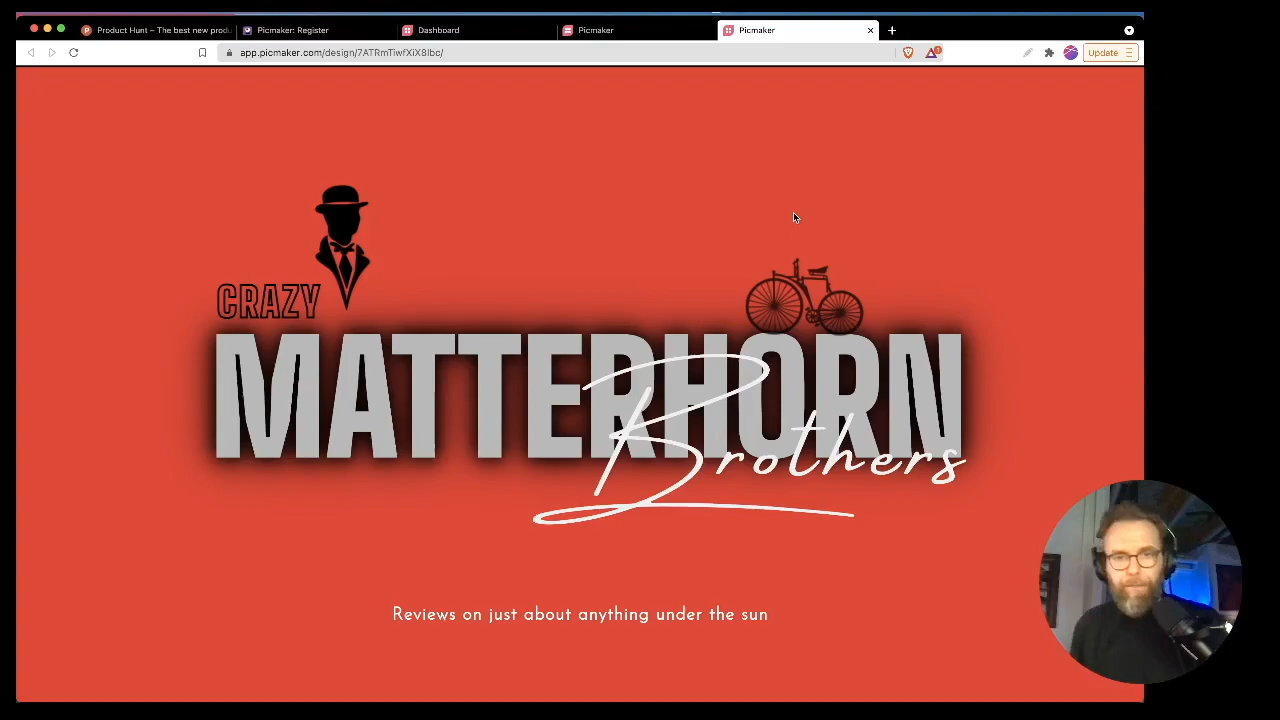 Product Hunt – The best new produ
Picmaker: Register
Dashboard
Picmaker
Picmaker
app.picmaker.com/design/7ATRmTiwfXiX8lbc/
Update
CRAZY
MATTERHORN
Brothers
Reviews on just about anything under the sun